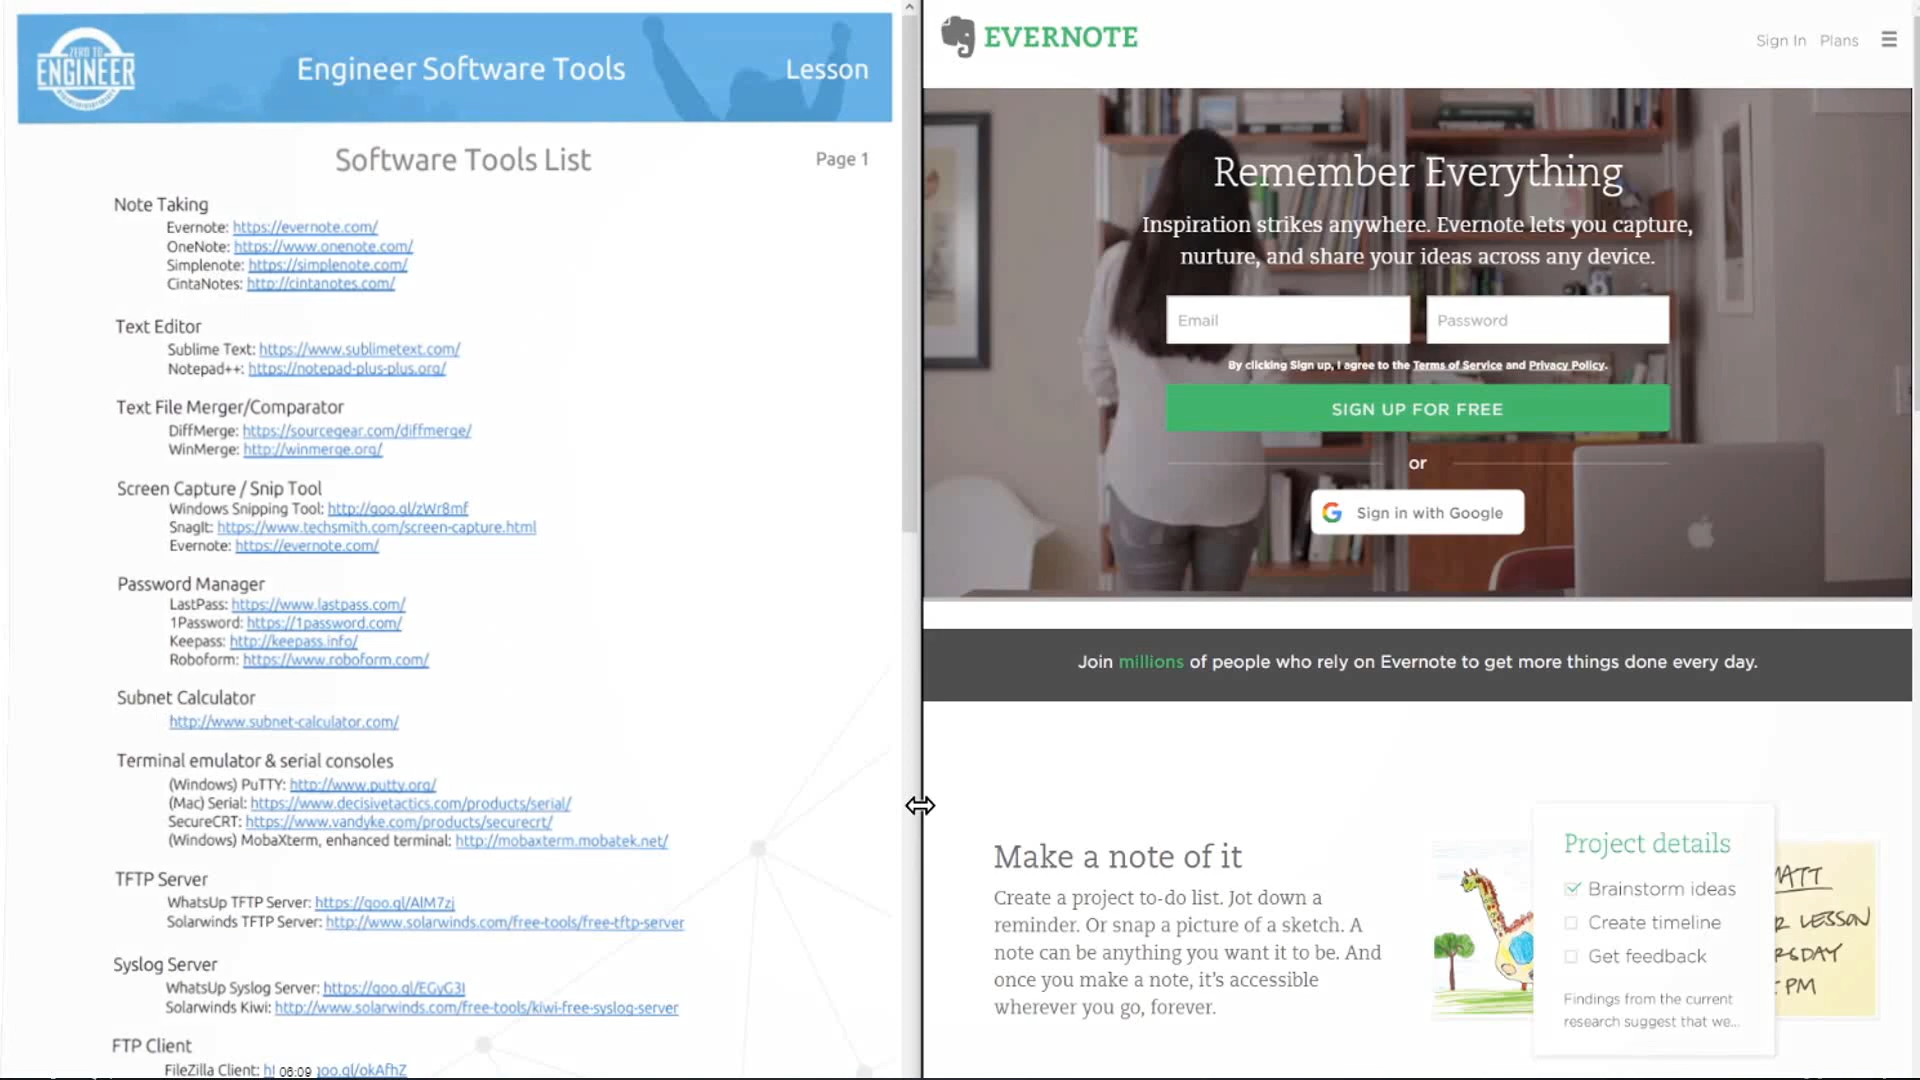 ZERO TO
ENGINEER
Engineer Software Tools
Lesson
Software Tools List
Page 1
Note Taking
Evernote: https://evernote.com/
OneNote: https://www.onenote.com/
Simplenote: https://simplenote.com/
CintaNotes: http://cintanotes.com/
Text Editor
Sublime Text: https://www.sublimetext.com/
Notepad++: https://notepad-plus-plus.org/
Text File Merger/Comparator
DiffMerge: https://sourcegear.com/diffmerge/
WinMerge: http://winmerge.org/
Screen Capture / Snip Tool
Windows Snipping Tool: http://goo.gl/zWr8mf
SnagIt: https://www.techsmith.com/screen-capture.html
Evernote: https://evernote.com/
Password Manager
LastPass: https://www.lastpass.com/
1Password: https://1password.com/
Keepass: http://keepass.info/
Roboform: https://www.roboform.com/
Subnet Calculator
http://www.subnet-calculator.com/
Terminal emulator & serial consoles
(Windows) PuTTY: http://www.putty.org/
(Mac) Serial: https://www.decisivetactics.com/products/serial/
SecureCRT: https://www.vandyke.com/products/securecrt/
(Windows) MobaXterm, enhanced terminal: http://mobaxterm.mobatek.net/
TFTP Server
WhatsUp TFTP Server: https://goo.gl/AlM7zj
Solarwinds TFTP Server: http://www.solarwinds.com/free-tools/free-tftp-server
Syslog Server
WhatsUp Syslog Server: https://goo.gl/EGyG3I
Solarwinds Kiwi: http://www.solarwinds.com/free-tools/kiwi-free-syslog-server
FTP Client
FileZilla Client: 06:09 goo.gl/okAfhZ
EVERNOTE
Sign In Plans
Remember Everything
Inspiration strikes anywhere. Evernote lets you capture,
nurture, and share your ideas across any device.
Email
Password
By clicking Sign up, I agree to the Terms of Service and Privacy Policy.
SIGN UP FOR FREE
or
Sign in with Google
Join millions of people who rely on Evernote to get more things done every day.
Make a note of it
Create a project to-do list. Jot down a
reminder. Or snap a picture of a sketch. A
note can be anything you want it to be. And
once you make a note, it's accessible
wherever you go, forever.
Project details
Brainstorm ideas
Create timeline
Get feedback
Findings from the current
research suggest that we...
MATT
LESSON
PM